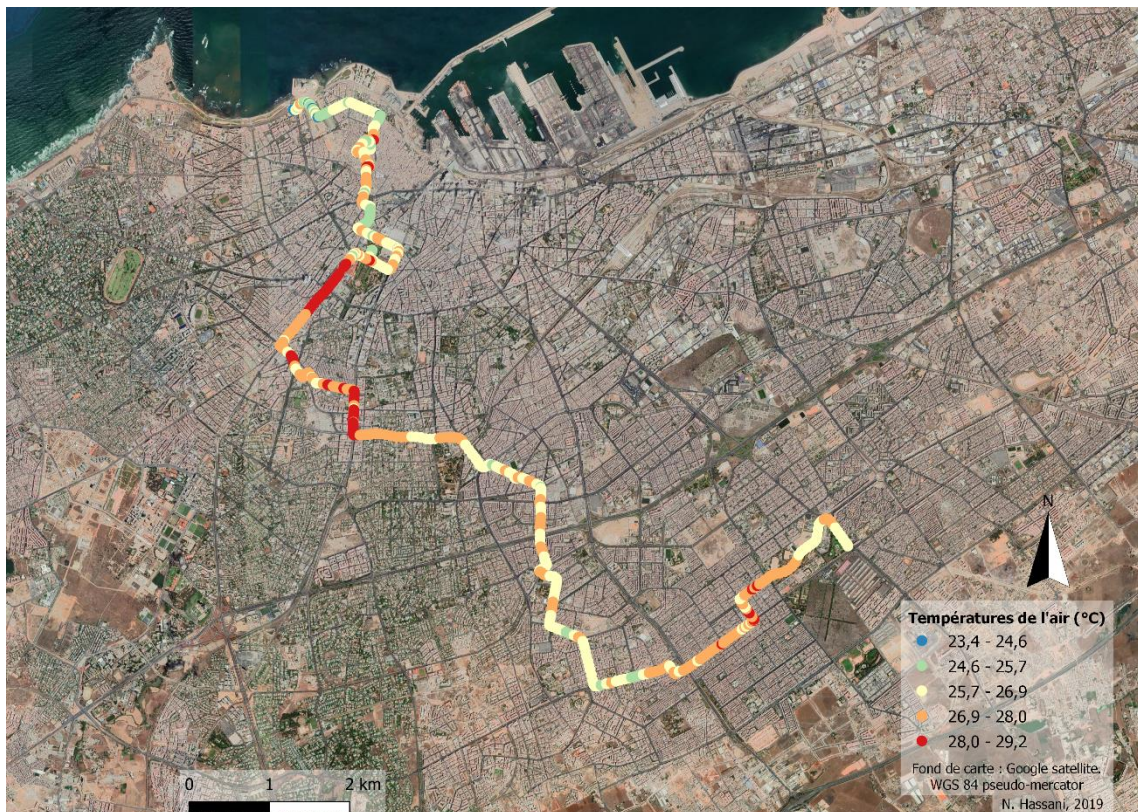 N
Températures de l'air (°C)
23,4 - 24,6
24,6 - 25,7
25,7 - 26,9
26,9 - 28,0
28,0 - 29,2
0 1 2 km
Fond de carte : Google satellite.
WGS 84 pseudo-mercator
N. Hassani, 2019